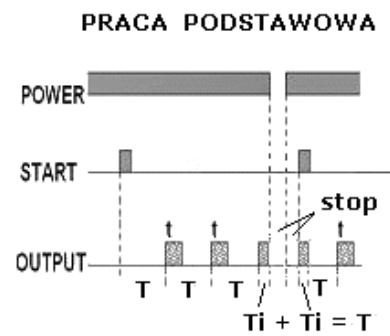 PRACA PODSTAWOWA
POWER
START
stop
t t t
OUTPUT
T T T T
Ti + Ti = T